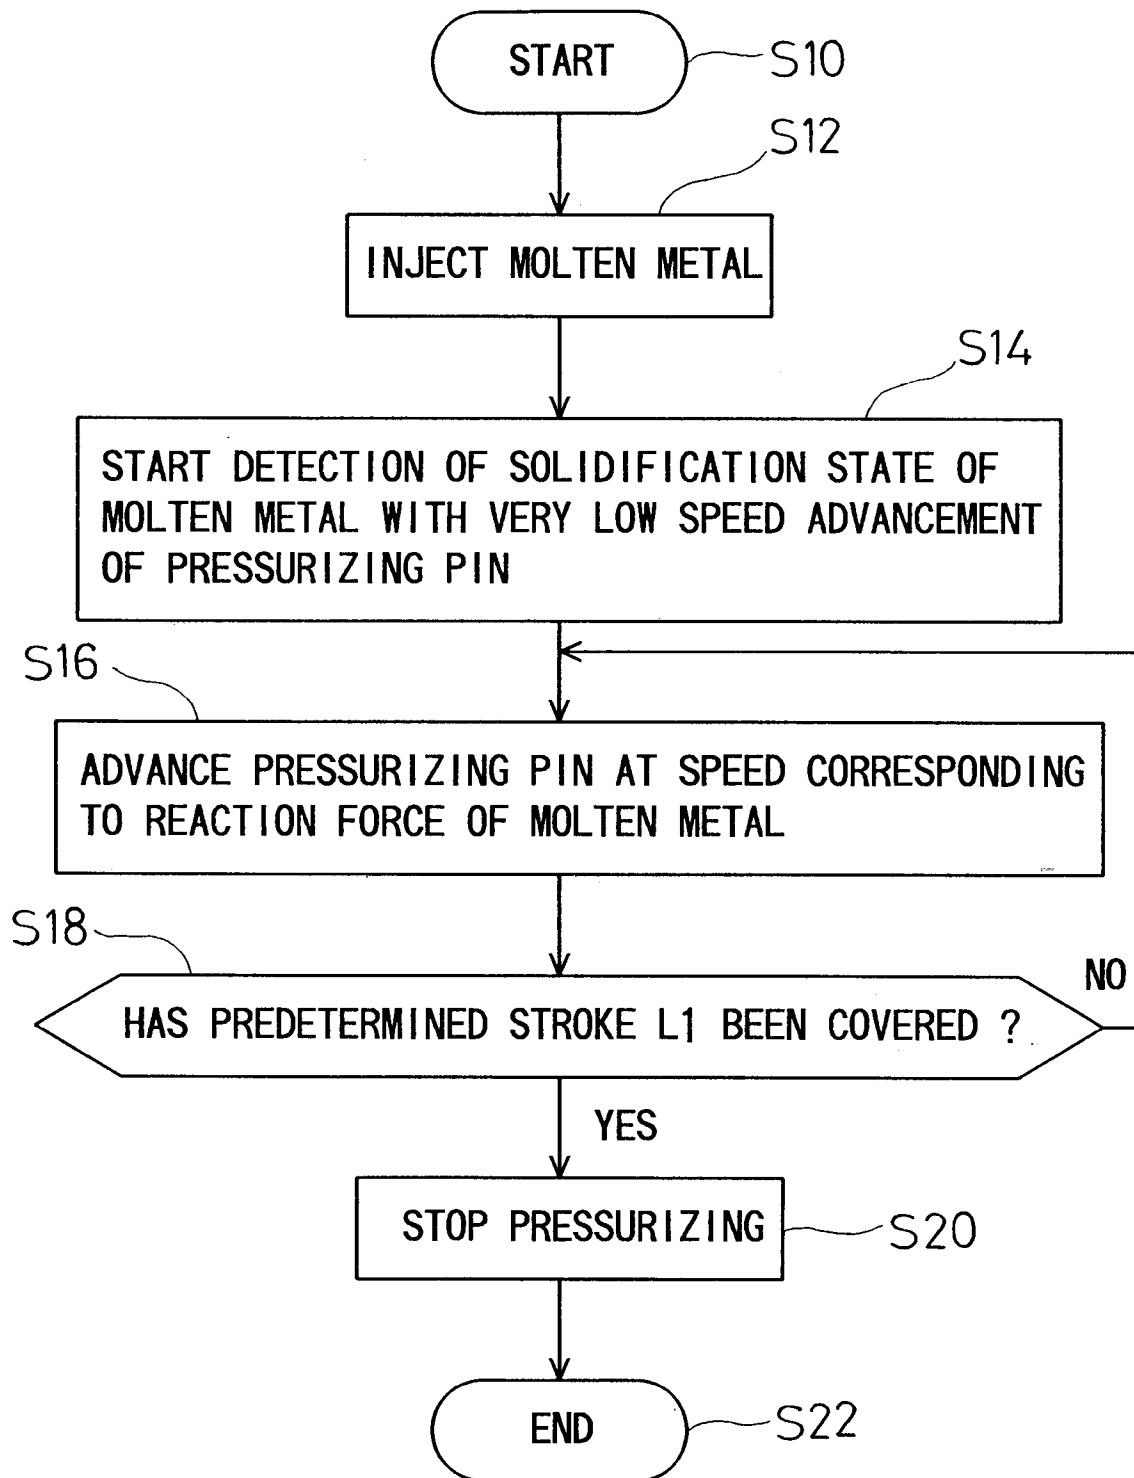 START
S10
S12
INJECT MOLTEN METAL
S14
START DETECTION OF SOLIDIFICATION STATE OF
MOLTEN METAL WITH VERY LOW SPEED ADVANCEMENT
OF PRESSURIZING PIN
S16
ADVANCE PRESSURIZING PIN AT SPEED CORRESPONDING
TO REACTION FORCE OF MOLTEN METAL
S18
NO
HAS PREDETERMINED STROKE L1 BEEN COVERED ?
YES
STOP PRESSURIZING
S20
END
S22